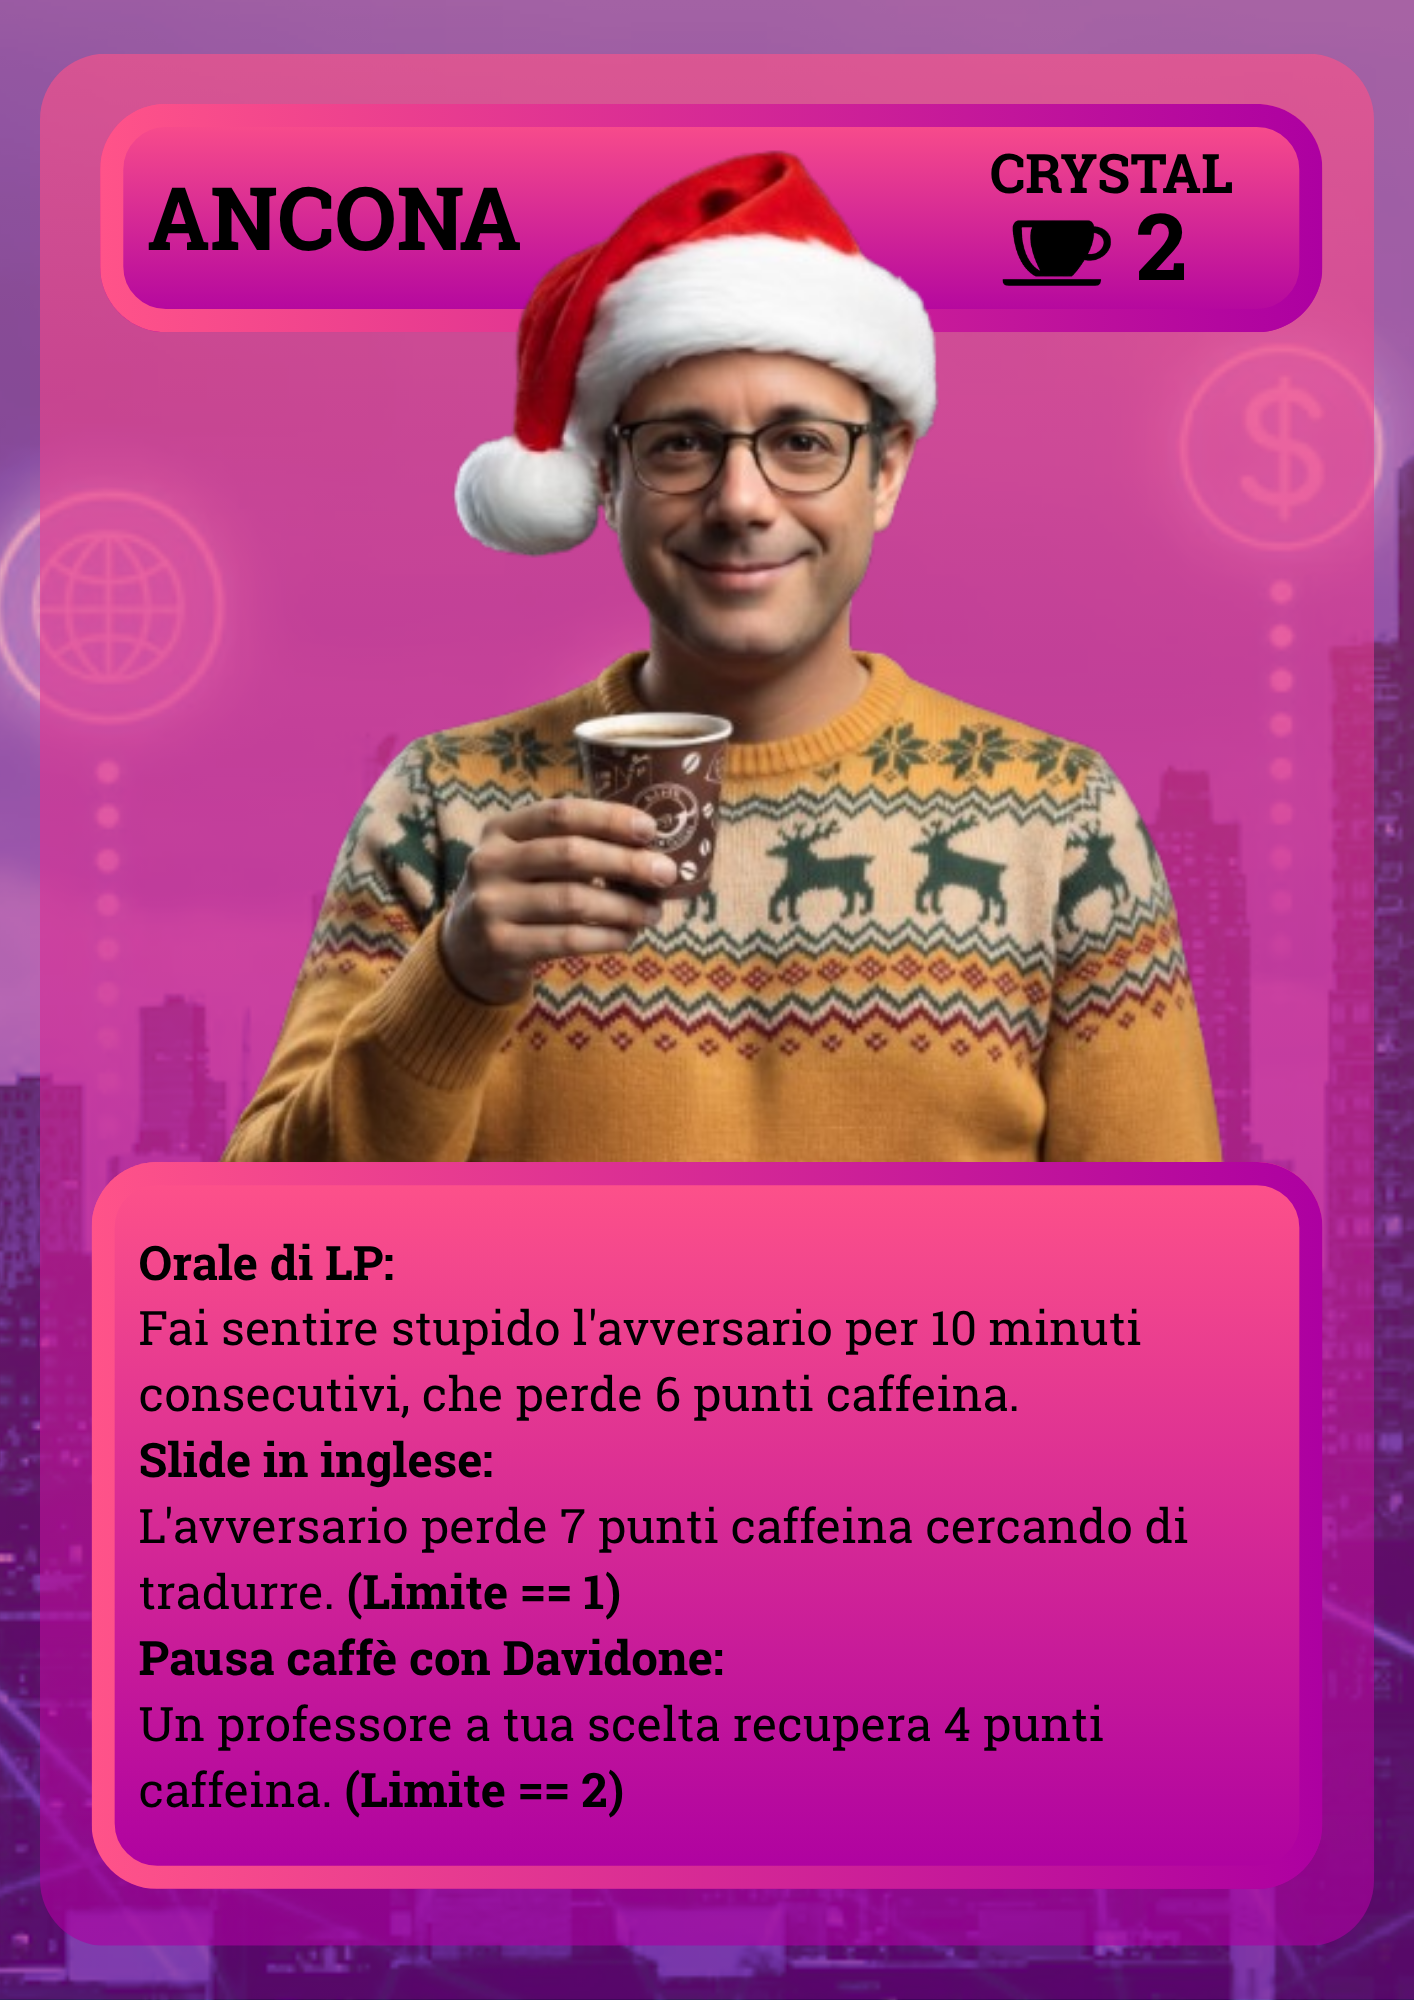 ANCONA
CRYSTAL
2
$
Orale di LP:
Fai sentire stupido l'avversario per 10 minuti
consecutivi, che perde 6 punti caffeina.
Slide in inglese:
L'avversario perde 7 punti caffeina cercando di
tradurre. (Limite == 1)
Pausa caffè con Davidone:
Un professore a tua scelta recupera 4 punti
caffeina. (Limite == 2)